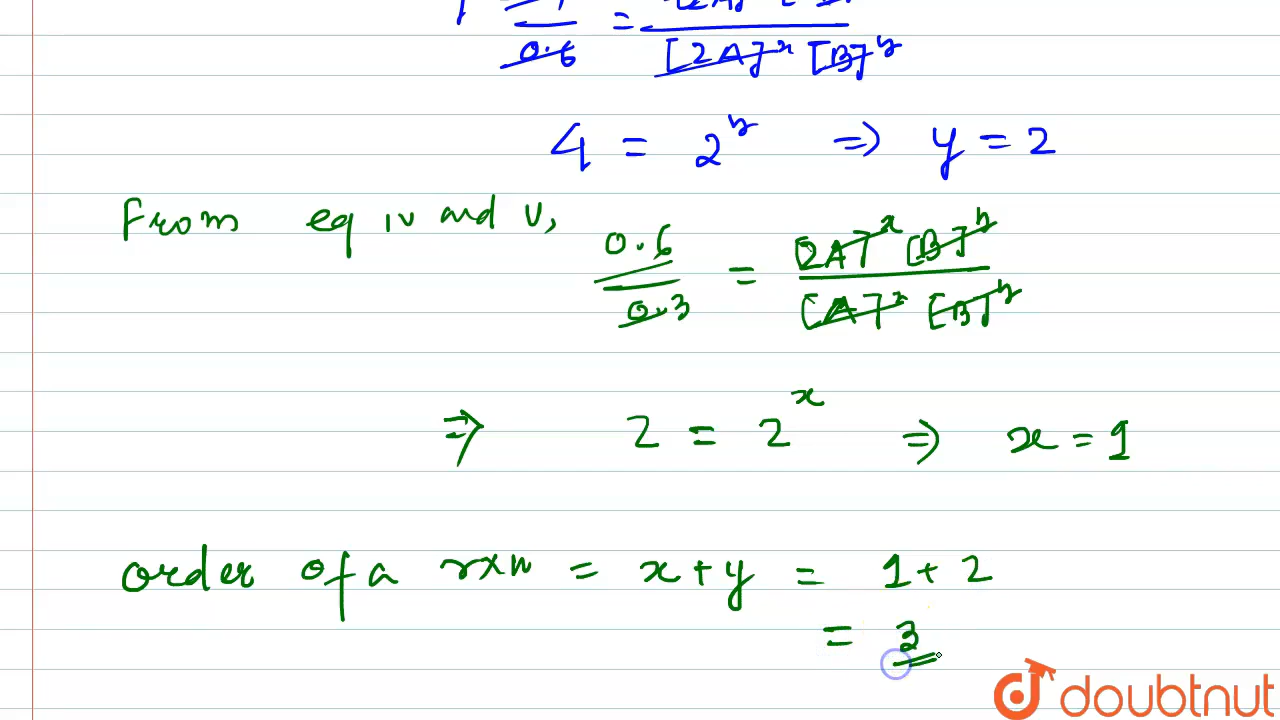 0.6 = [2A]^x [B]^y
4 = 2^y ⇒ y = 2
From eq iv and v,
0.6 / 0.3 = [2A]^x [B]^y / [A]^x [B]^y
⇒ 2 = 2^x ⇒ x = 1
order of a rxn = x + y = 1 + 2
= 3
doubtnut